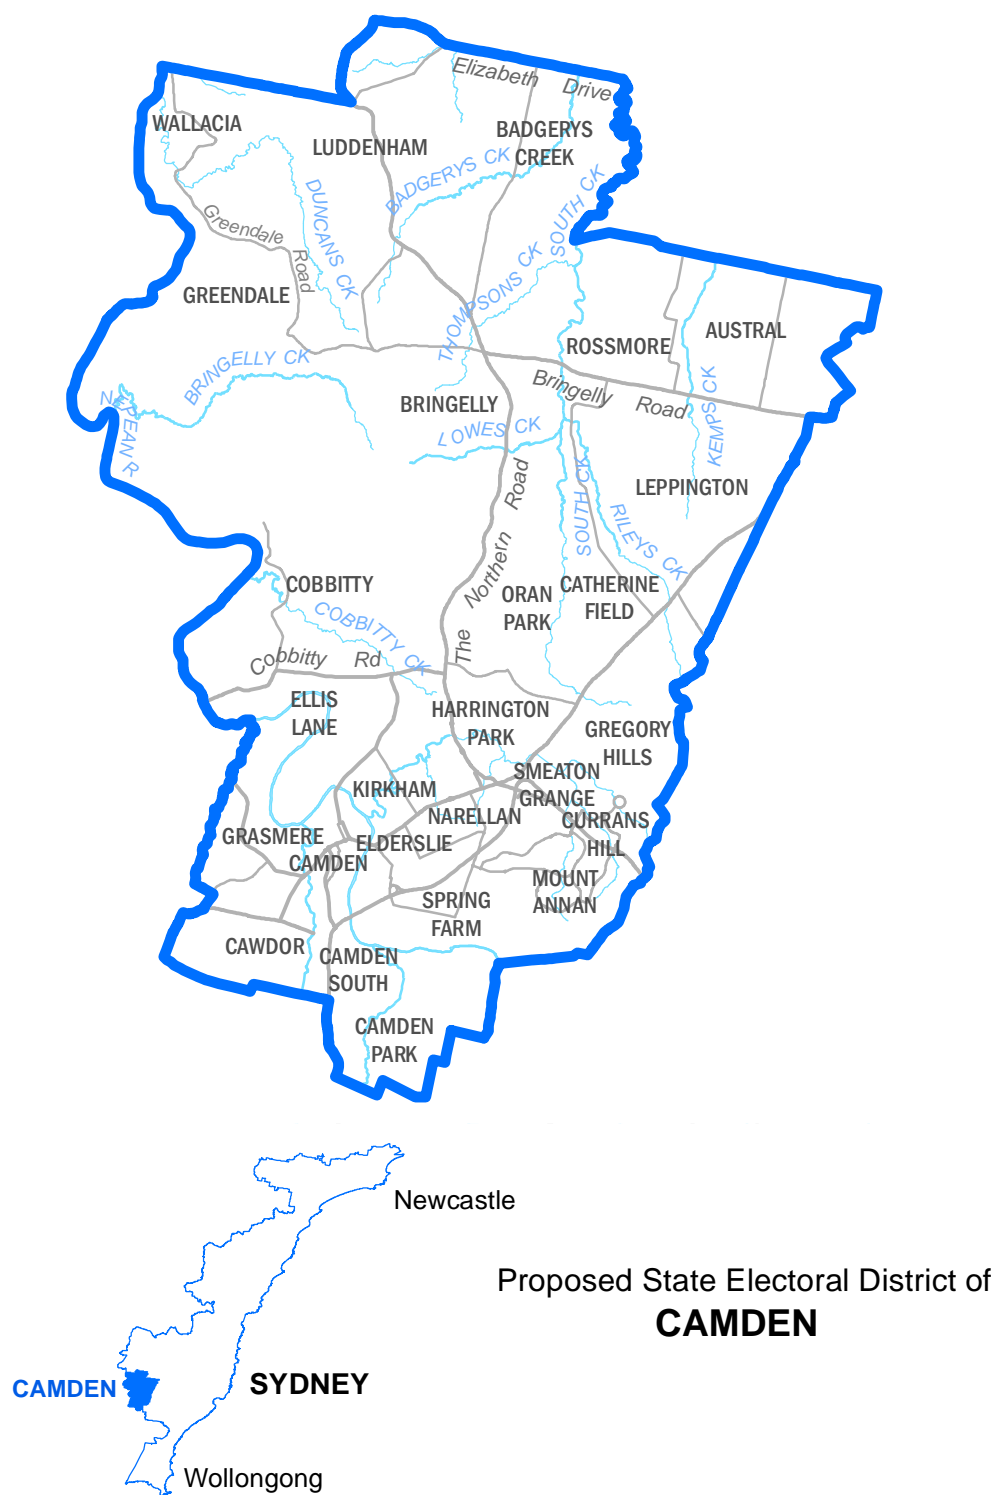 Elizabeth Drive
WALLACIA
LUDDENHAM
BADGERYS
CREEK
BADGERYS CK
SOUTH CK
DUNCANS CK
Greendale Road
THOMPSONS CK
GREENDALE
ROSSMORE
AUSTRAL
BRINGELLY CK
Bringelly Road
KEMPS CK
NEPEAN R
BRINGELLY
LOWES CK
LEPPINGTON
The Northern Road
SOUTH CK
RILEYS CK
COBBITTY
ORAN
PARK
CATHERINE
FIELD
COBBITTY CK
Cobbitty Rd
ELLIS
LANE
HARRINGTON
PARK
GREGORY
HILLS
SMEATON
GRANGE
KIRKHAM
NARELLAN
CURRANS
HILL
GRASMERE
ELDERSLIE
CAMDEN
MOUNT
ANNAN
SPRING
FARM
CAWDOR
CAMDEN
SOUTH
CAMDEN
PARK
Newcastle
Proposed State Electoral District of
CAMDEN
CAMDEN
SYDNEY
Wollongong